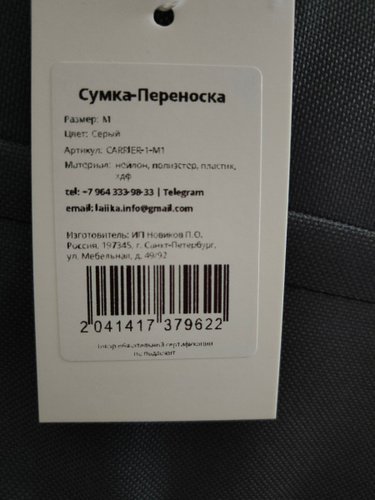 Сумка-Переноска
Размер: M
Цвет: Серый
Артикул: CARRIER-1-M1
Материал: нейлон, полиэстер, пластик,
хдф
tel: +7 964 333-98-33 | Telegram
email: laiika.info@gmail.com
Изготовитель: ИП Новиков П.О.
Россия, 197345, г. Санкт-Петербург,
ул. Мебельная, д. 49/92
2 041417 379622
Товар обязательной сертификации
не подлежит